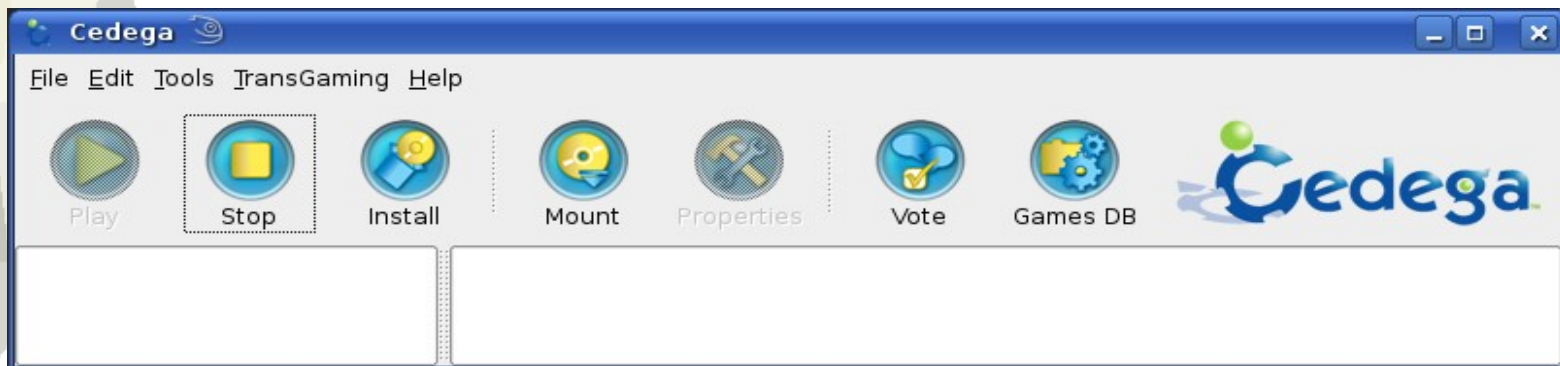 Cedega
File Edit Tools TransGaming Help
Play Stop Install Mount Properties Vote Games DB
Cedega